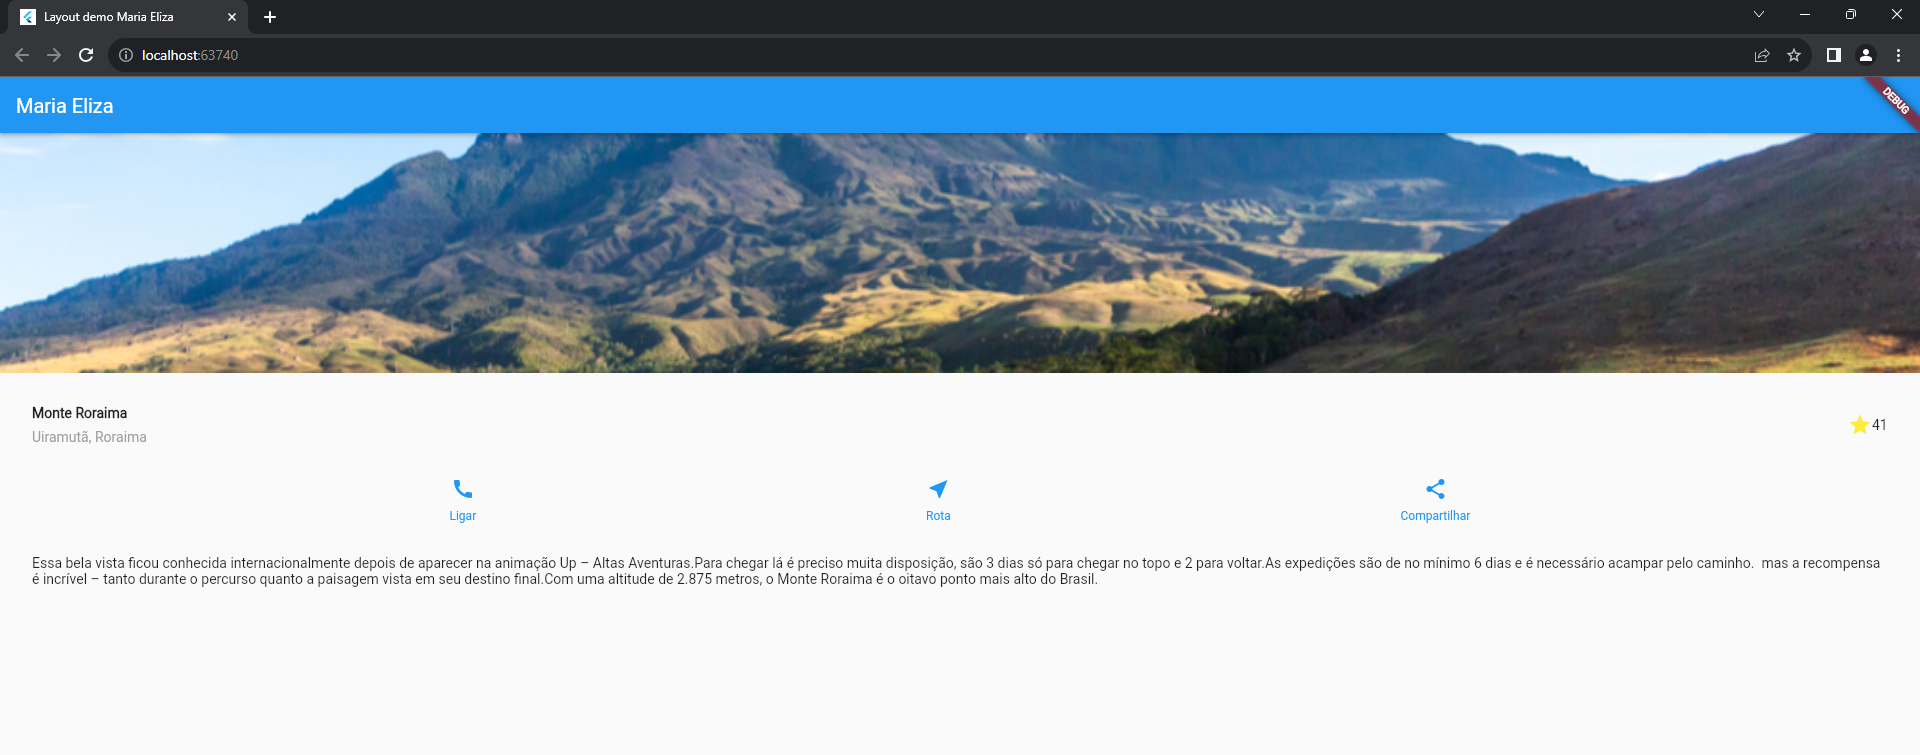 Layout demo Maria Eliza
localhost:63740
Maria Eliza
DEBUG
Monte Roraima
Uiramutã, Roraima
41
Ligar
Rota
Compartilhar
Essa bela vista ficou conhecida internacionalmente depois de aparecer na animação Up – Altas Aventuras.Para chegar lá é preciso muita disposição, são 3 dias só para chegar no topo e 2 para voltar.As expedições são de no mínimo 6 dias e é necessário acampar pelo caminho.  mas a recompensa
é incrível – tanto durante o percurso quanto a paisagem vista em seu destino final.Com uma altitude de 2.875 metros, o Monte Roraima é o oitavo ponto mais alto do Brasil.